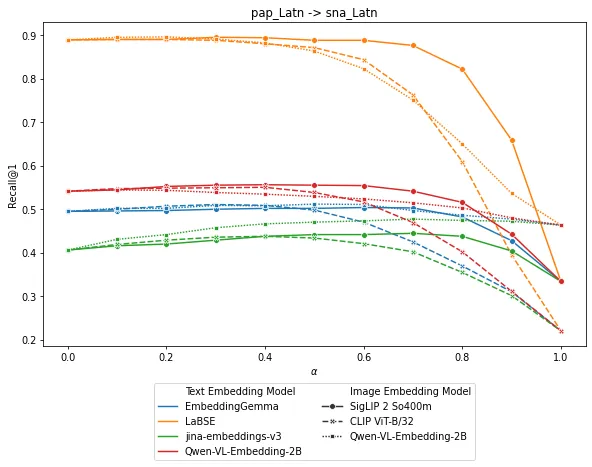 pap_Latn -> sna_Latn
Recall@1
0.9
0.8
0.7
0.6
0.5
0.4
0.3
0.2
0.0 0.2 0.4 0.6 0.8 1.0
α
Text Embedding Model Image Embedding Model
EmbeddingGemma SigLIP 2 So400m
LaBSE CLIP ViT-B/32
jina-embeddings-v3 Qwen-VL-Embedding-2B
Qwen-VL-Embedding-2B